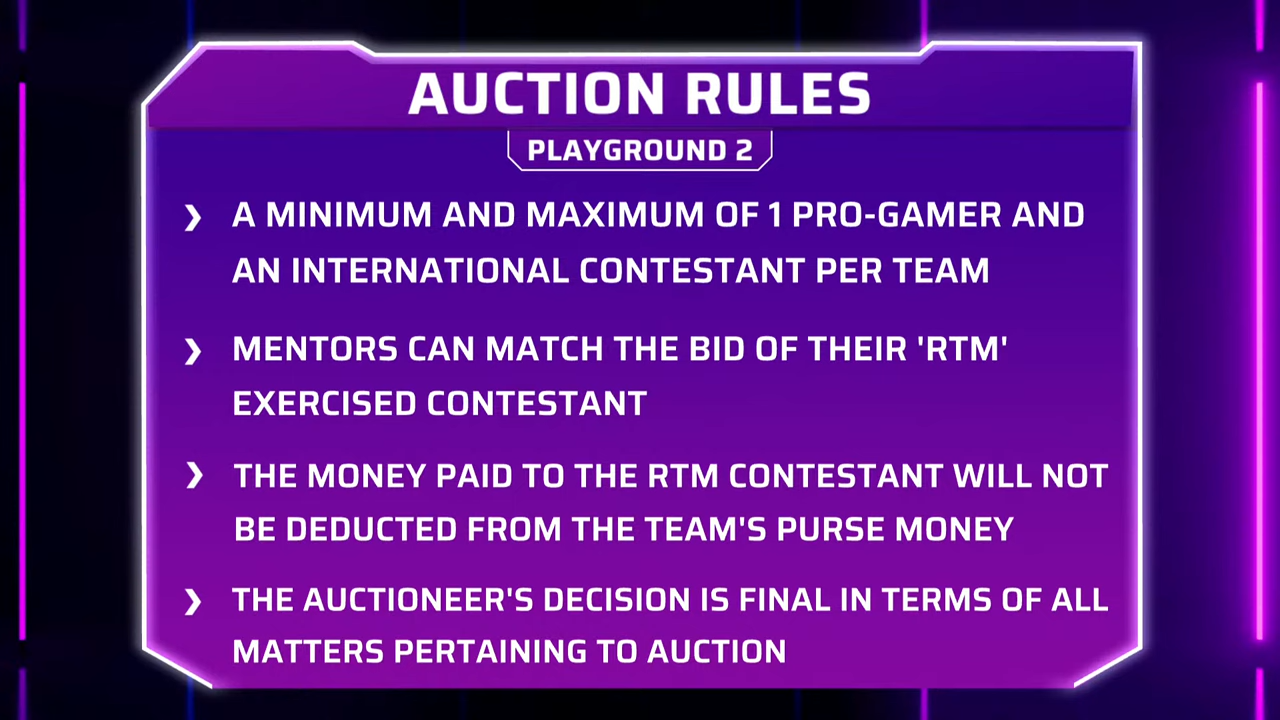 AUCTION RULES
PLAYGROUND 2
❯ A MINIMUM AND MAXIMUM OF 1 PRO-GAMER AND
AN INTERNATIONAL CONTESTANT PER TEAM
❯ MENTORS CAN MATCH THE BID OF THEIR 'RTM'
EXERCISED CONTESTANT
❯ THE MONEY PAID TO THE RTM CONTESTANT WILL NOT
BE DEDUCTED FROM THE TEAM'S PURSE MONEY
❯ THE AUCTIONEER'S DECISION IS FINAL IN TERMS OF ALL
MATTERS PERTAINING TO AUCTION